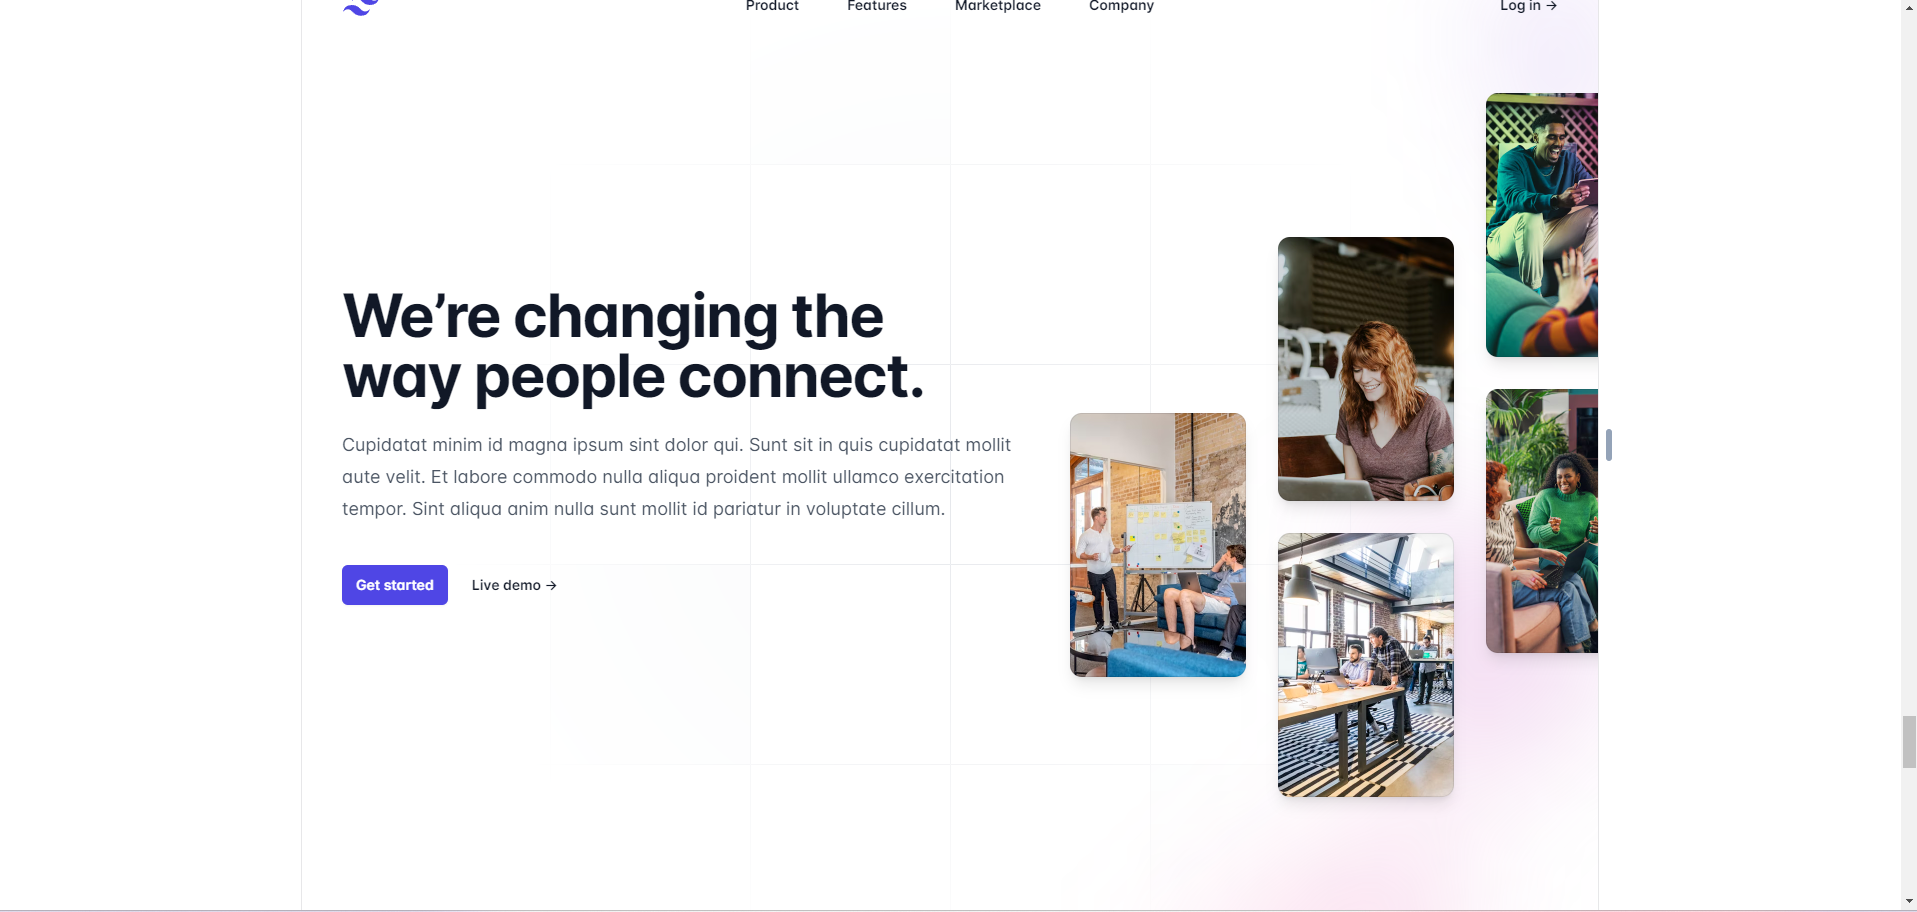 Product
Features
Marketplace
Company
Log in →
We’re changing the
way people connect.
Cupidatat minim id magna ipsum sint dolor qui. Sunt sit in quis cupidatat mollit
aute velit. Et labore commodo nulla aliqua proident mollit ullamco exercitation
tempor. Sint aliqua anim nulla sunt mollit id pariatur in voluptate cillum.
Get started
Live demo →